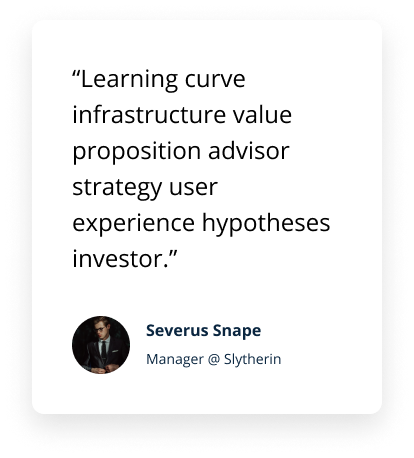 “Learning curve
infrastructure value
proposition advisor
strategy user
experience hypotheses
investor.”
Severus Snape
Manager @ Slytherin